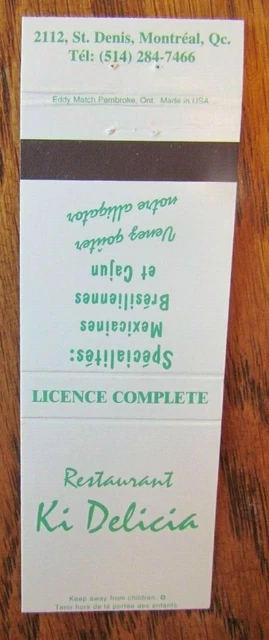 2112, St. Denis, Montréal, Qc.
Tél: (514) 284-7466
Eddy Match Pembroke, Ont. Made in USA
Spécialités:
Mexicaines
Brésiliennes
et Cajun
Venez goûter
notre alligator
LICENCE COMPLETE
Restaurant
Ki Delicia
Keep away from children.
Tenir hors de la portée des enfants.